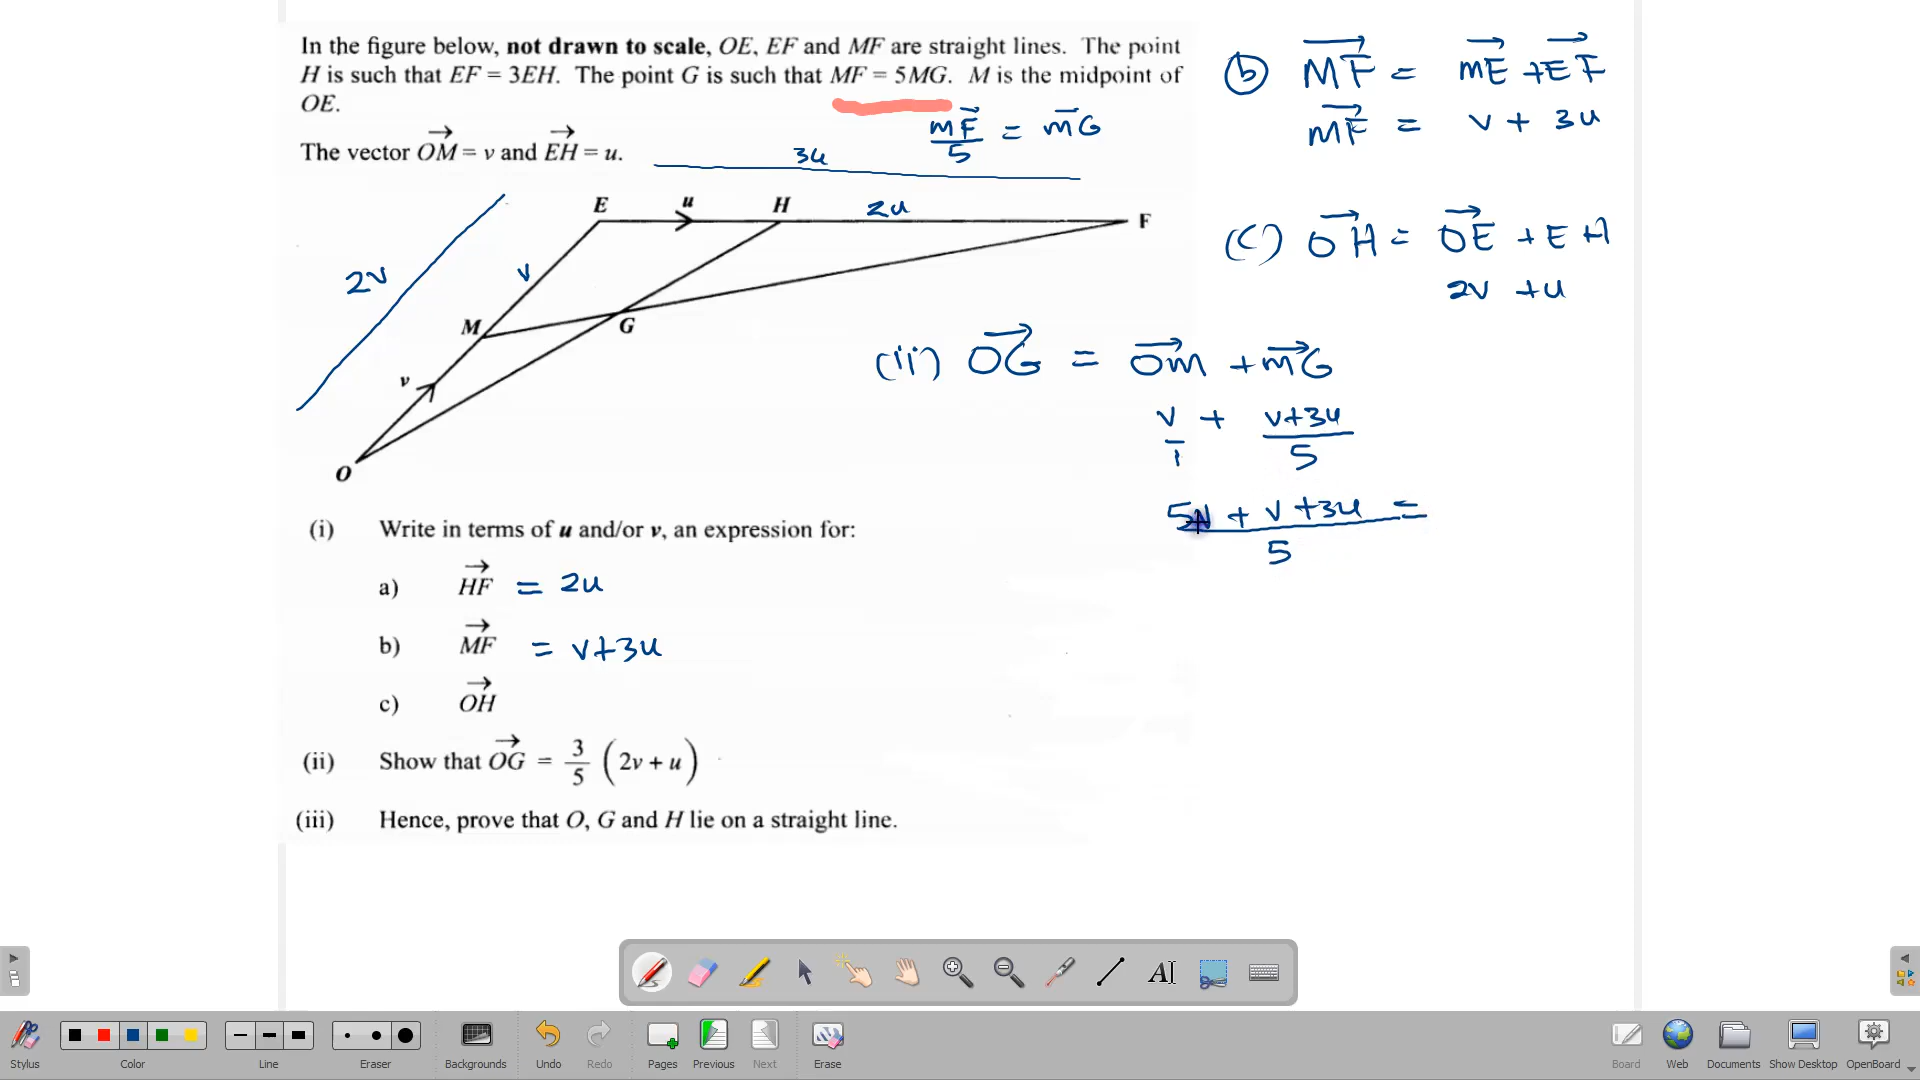 In the figure below, not drawn to scale, OE, EF and MF are straight lines. The point
H is such that EF = 3EH. The point G is such that MF = 5MG. M is the midpoint of
OE.
MF/5 = MG
The vector OM = v and EH = u.
3u
E u H 2u F
2v
v
M
G
v
O
(i) Write in terms of u and/or v, an expression for:
a) HF = 2u
b) MF = v+3u
c) OH
(ii) Show that OG = 3/5 (2v + u)
(iii) Hence, prove that O, G and H lie on a straight line.
(b) MF = ME + EF
MF = v + 3u
(c) OH = OE + EH
2v + u
(ii) OG = OM + MG
v/1 + v+3u/5
5v + v + 3u =
5
Stylus
Color
Line
Eraser
Backgrounds
Undo
Redo
Pages
Previous
Next
Erase
Board
Web
Documents
Show Desktop
OpenBoard